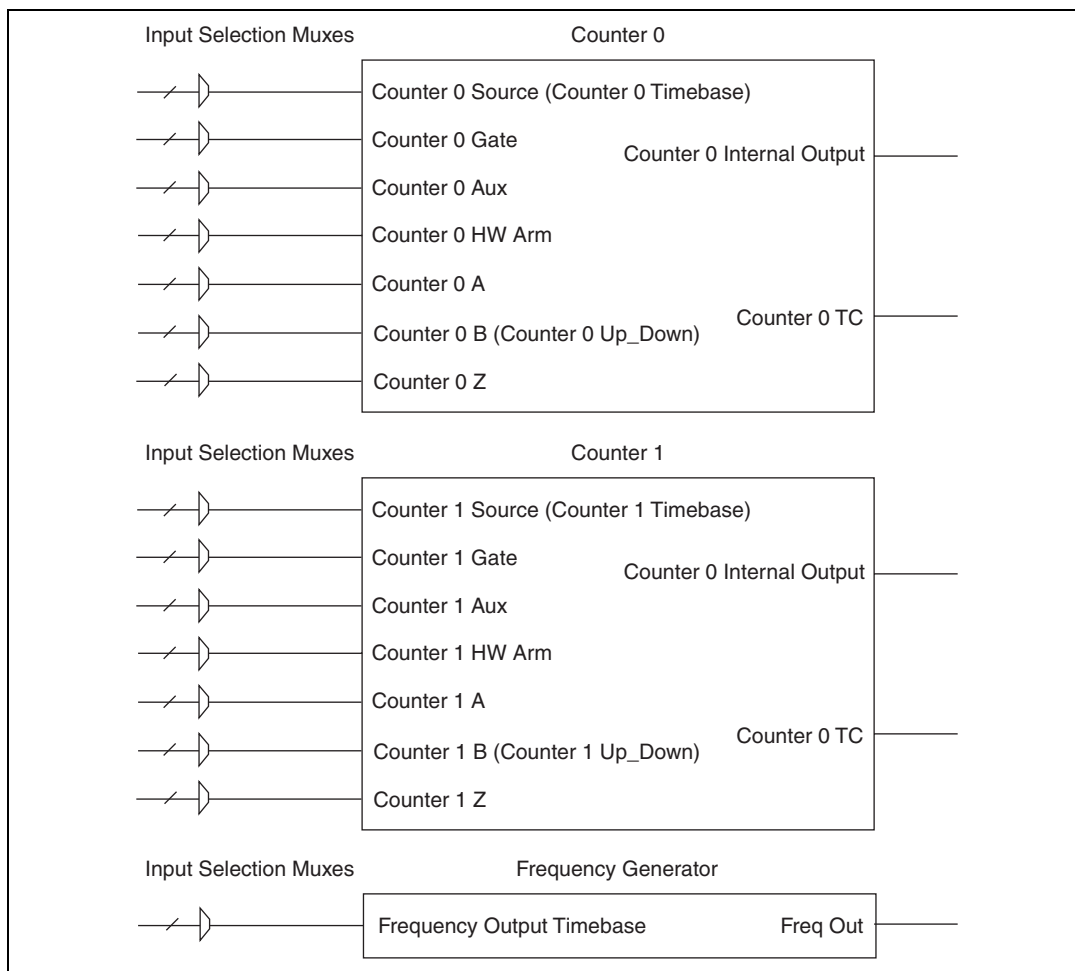 Input Selection Muxes
Counter 0
Counter 0 Source (Counter 0 Timebase)
Counter 0 Gate
Counter 0 Internal Output
Counter 0 Aux
Counter 0 HW Arm
Counter 0 A
Counter 0 TC
Counter 0 B (Counter 0 Up_Down)
Counter 0 Z
Input Selection Muxes
Counter 1
Counter 1 Source (Counter 1 Timebase)
Counter 1 Gate
Counter 0 Internal Output
Counter 1 Aux
Counter 1 HW Arm
Counter 1 A
Counter 0 TC
Counter 1 B (Counter 1 Up_Down)
Counter 1 Z
Input Selection Muxes
Frequency Generator
Frequency Output Timebase
Freq Out